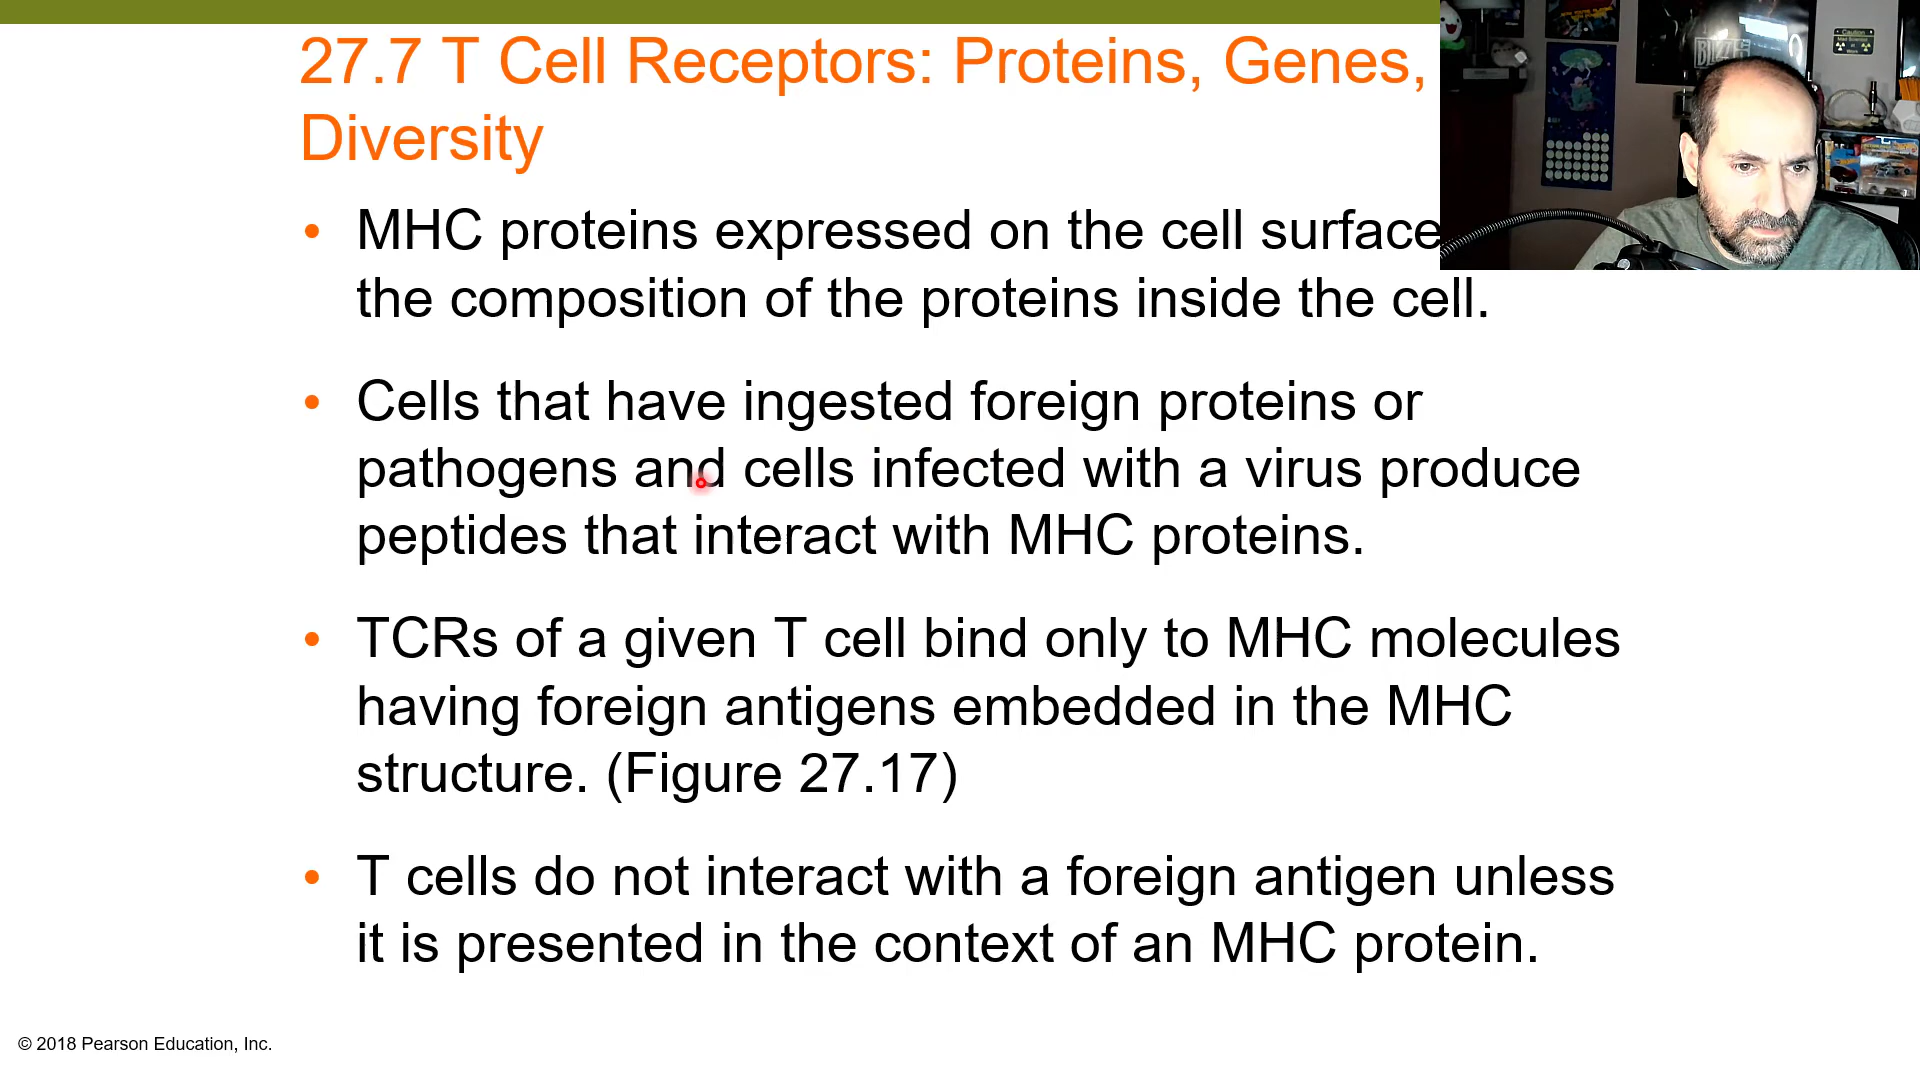 27.7 T Cell Receptors: Proteins, Genes,
Diversity
• MHC proteins expressed on the cell surface
the composition of the proteins inside the cell.
• Cells that have ingested foreign proteins or
pathogens and cells infected with a virus produce
peptides that interact with MHC proteins.
• TCRs of a given T cell bind only to MHC molecules
having foreign antigens embedded in the MHC
structure. (Figure 27.17)
• T cells do not interact with a foreign antigen unless
it is presented in the context of an MHC protein.
© 2018 Pearson Education, Inc.
Caution